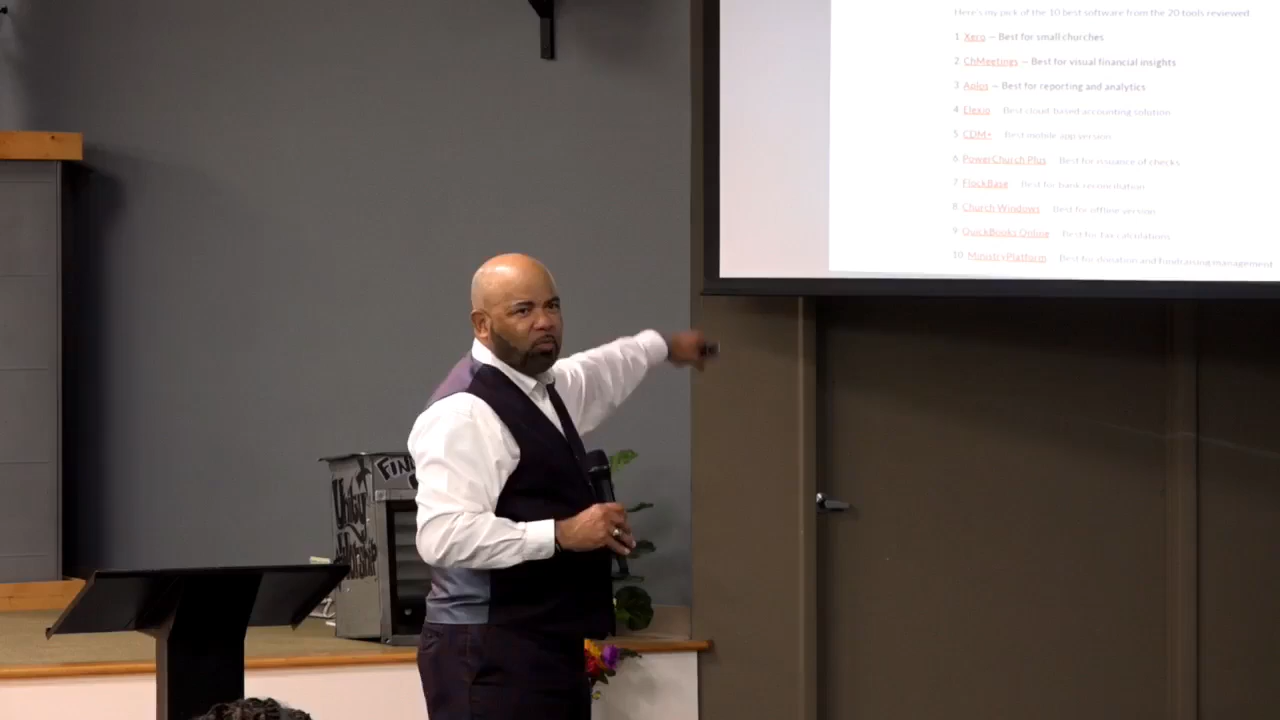 Here's my pick of the 10 best software from the 20 tools reviewed
1. Xero — Best for small churches
2. ChMeetings — Best for visual financial insights
3. Aplos — Best for reporting and analytics
4. Elexio Best cloud-based accounting solution
5. CDM+ Best mobile app version
6. PowerChurch Plus Best for issuance of checks
7. FlockBase Best for bank reconciliation
8. Church Windows Best for offline version
9. QuickBooks Online Best for tax calculations
10. MinistryPlatform Best for donation and fundraising management
Unity
Worship